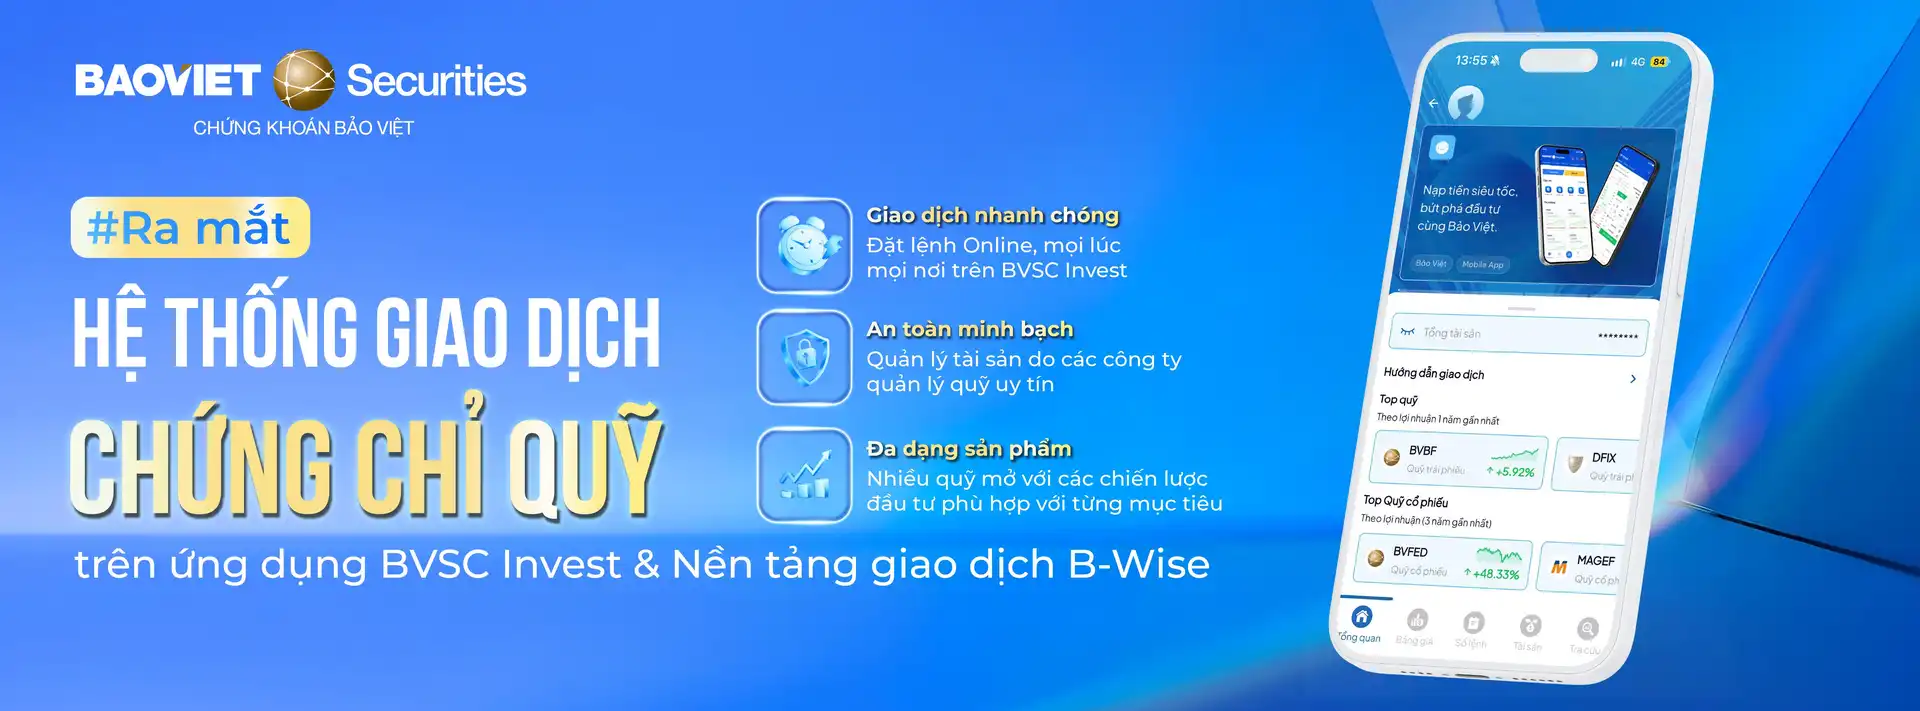 BAOVIET Securities
CHỨNG KHOÁN BẢO VIỆT
#Ra mắt
HỆ THỐNG GIAO DỊCH
CHỨNG CHỈ QUỸ
trên ứng dụng BVSC Invest & Nền tảng giao dịch B-Wise
Giao dịch nhanh chóng
Đặt lệnh Online, mọi lúc
mọi nơi trên BVSC Invest
An toàn minh bạch
Quản lý tài sản do các công ty
quản lý quỹ uy tín
Đa dạng sản phẩm
Nhiều quỹ mở với các chiến lược
đầu tư phù hợp với từng mục tiêu
13:55 4G 84
Nạp tiền siêu tốc,
bứt phá đầu tư
cùng Bảo Việt.
Bảo Việt Mobile App
Tổng tài sản ********
Hướng dẫn giao dịch
Top quỹ
Theo lợi nhuận 1 năm gần nhất
BVBF
Quỹ trái phiếu
+5.92%
DFIX
Quỹ trái p
Top Quỹ cổ phiếu
Theo lợi nhuận (3 năm gần nhất)
BVFED
Quỹ cổ phiếu
+48.33%
MAGEF
Quỹ cổ ph
Tổng quan Bảng giá Sổ lệnh Tài sản Tra cứu